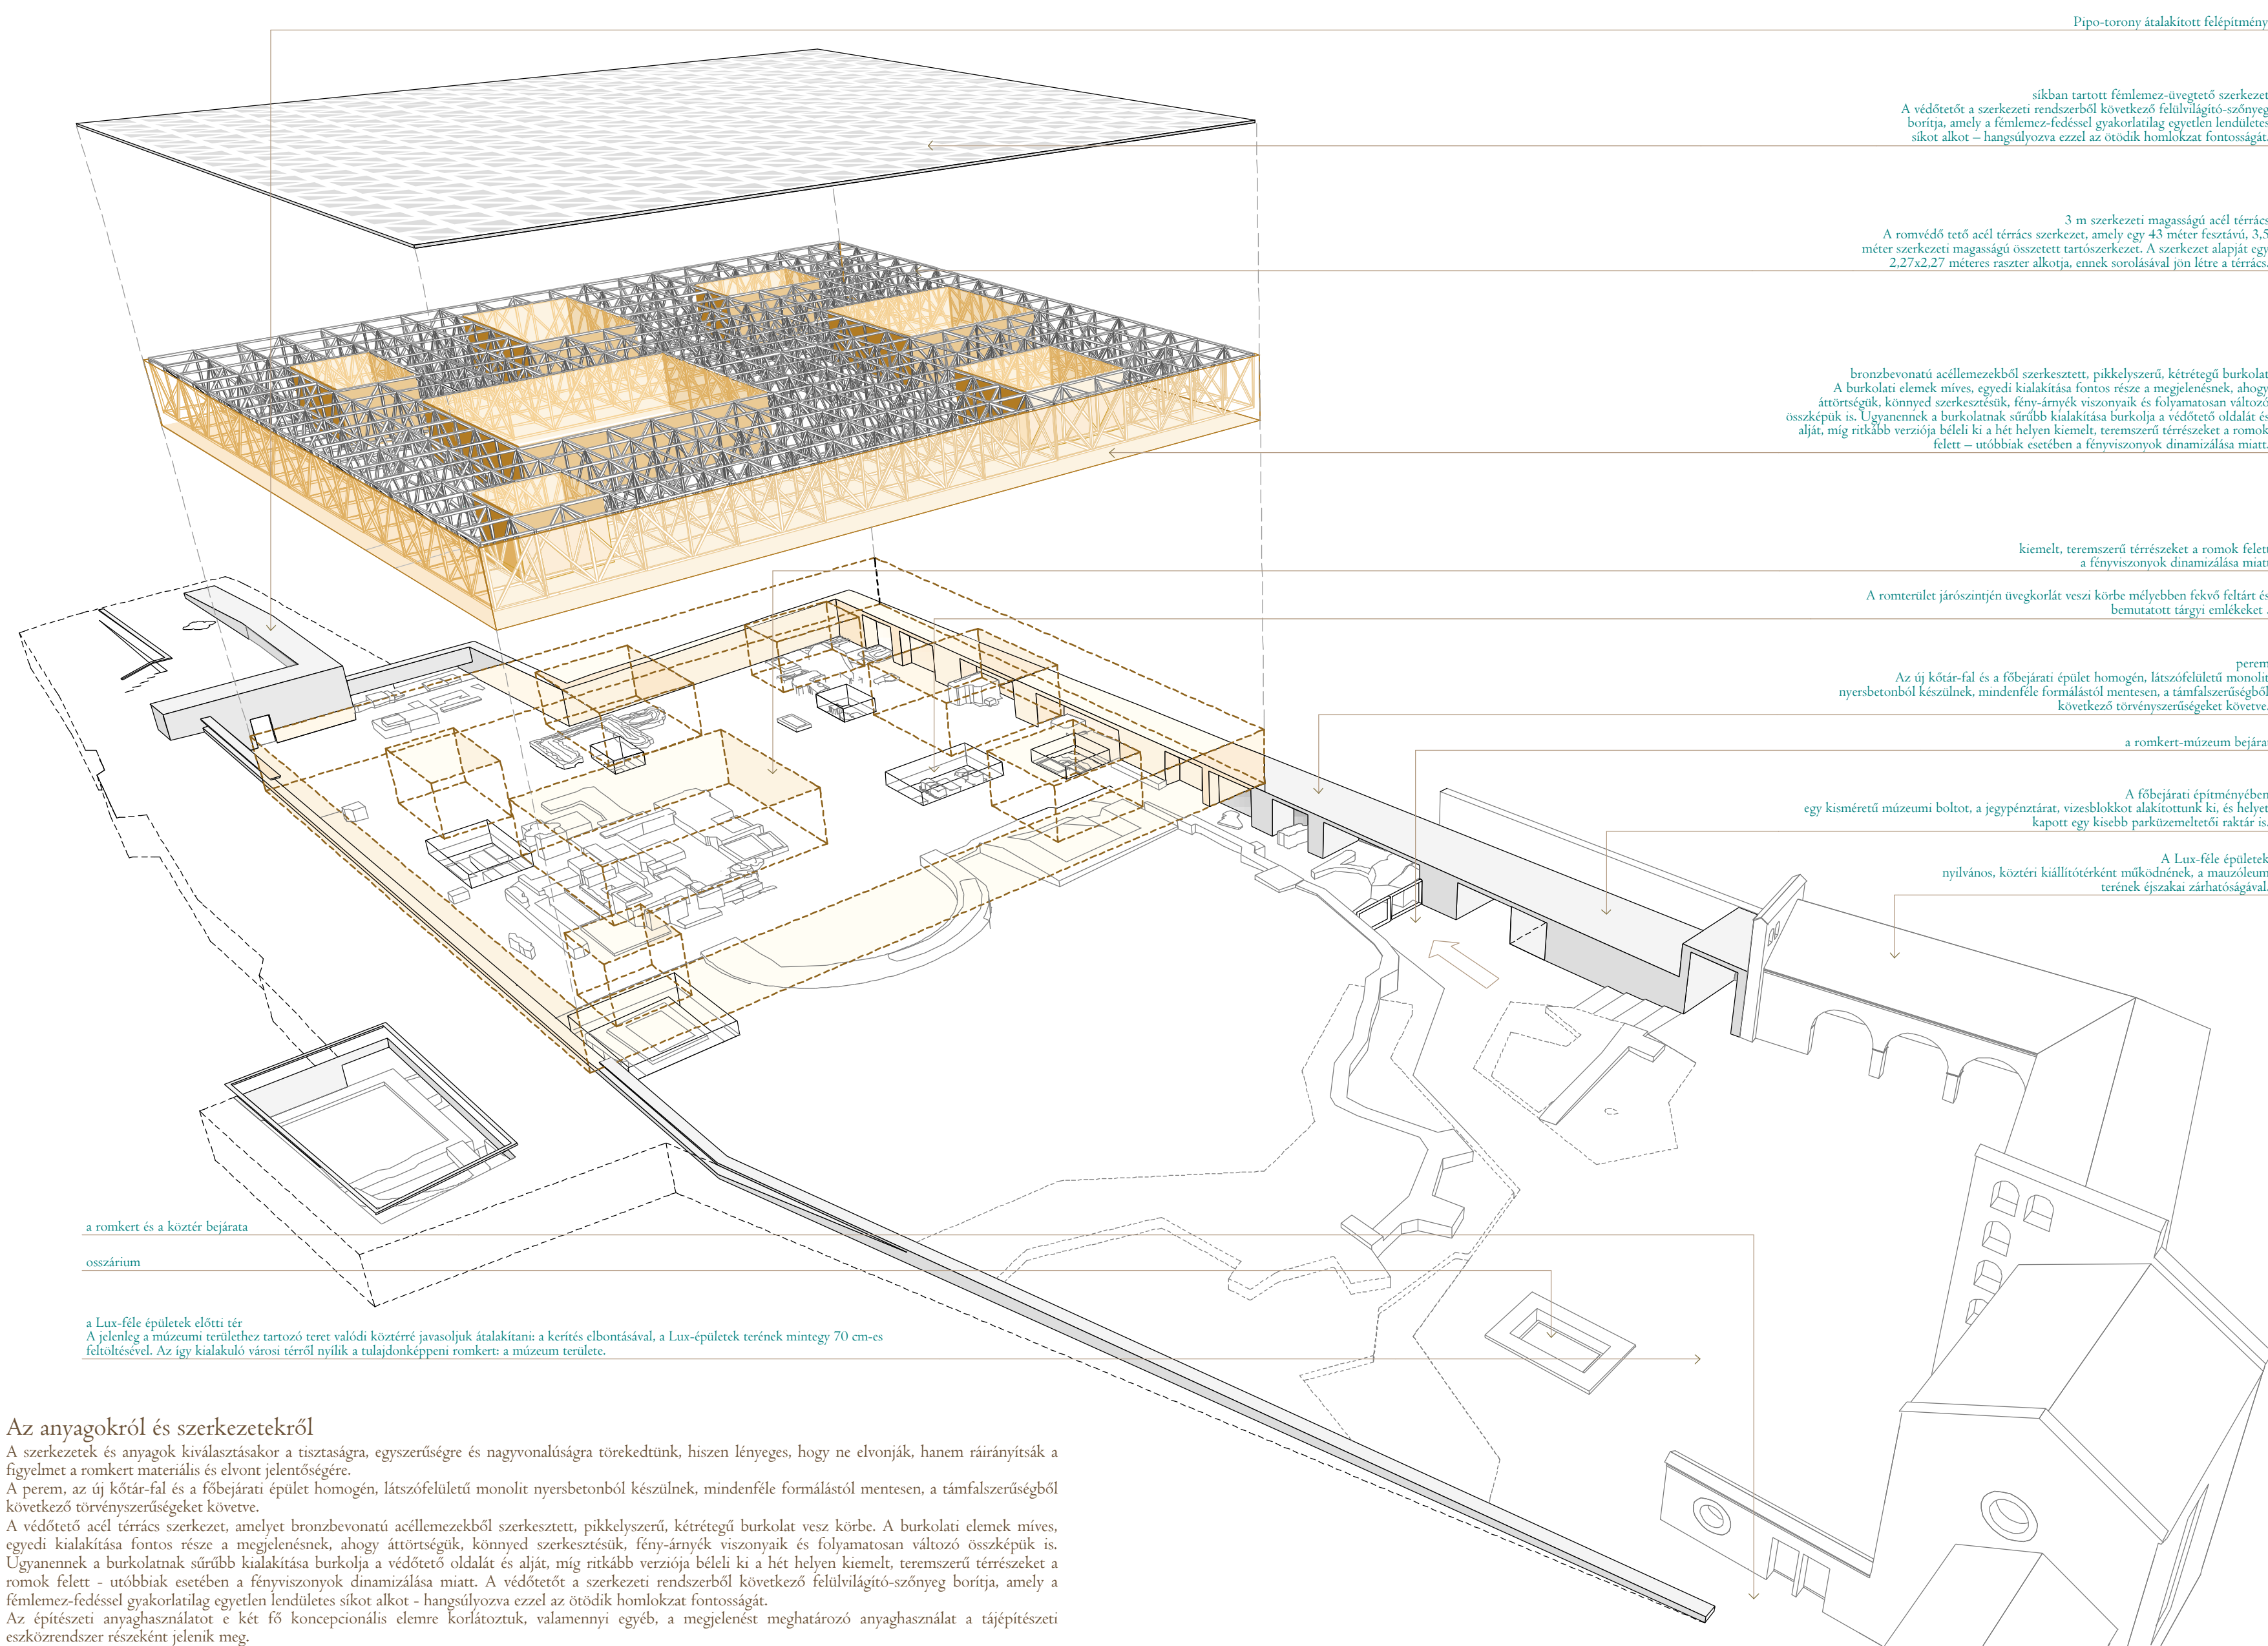 Pipo-torony átalakított felépítmény
síkban tartott fémlemez-üvegtető szerkezet
A védőtetőt a szerkezeti rendszerből következő felülvilágító-szőnyeg
borítja, amely a fémlemez-fedéssel gyakorlatilag egyetlen lendületes
síkot alkot – hangsúlyozva ezzel az ötödik homlokzat fontosságát.
3 m szerkezeti magasságú acél térrács
A romvédő tető acél térrács szerkezet, amely egy 43 méter fesztávú, 3,5
méter szerkezeti magasságú összetett tartószerkezet. A szerkezet alapját egy
2,27x2,27 méteres raszter alkotja, ennek sorolásával jön létre a térrács.
bronzbevonatú acéllemezekből szerkesztett, pikkelyszerű, kétrétegű burkolat
A burkolati elemek míves, egyedi kialakítása fontos része a megjelenésnek, ahogy
áttörtségük, könnyed szerkesztésük, fény-árnyék viszonyaik és folyamatosan változó
összképük is. Ugyanennek a burkolatnak sűrűbb kialakítása burkolja a védőtető oldalát és
alját, míg ritkább verziója béleli ki a hét helyen kiemelt, teremszerű térrészeket a romok
felett – utóbbiak esetében a fényviszonyok dinamizálása miatt.
kiemelt, teremszerű térrészeket a romok felett
a fényviszonyok dinamizálása miatt
A romterület járószintjén üvegkorlát veszi körbe mélyebben fekvő feltárt és
bemutatott tárgyi emlékeket .
perem
Az új kőtár-fal és a főbejárati épület homogén, látszófelületű monolit
nyersbetonból készülnek, mindenféle formálástól mentesen, a támfalszerűségből
következő törvényszerűségeket követve.
a romkert-múzeum bejára
A főbejárati építményében
egy kisméretű múzeumi boltot, a jegypénztárat, vizesblokkot alakítottunk ki, és helyet
kapott egy kisebb parküzemeltetői raktár is.
A Lux-féle épületek
nyilvános, köztéri kiállítótérként működnének, a mauzóleum
terének éjszakai zárhatóságával.
a romkert és a köztér bejárata
osszárium
a Lux-féle épületek előtti tér
A jelenleg a múzeumi területhez tartozó teret valódi köztérré javasoljuk átalakítani: a kerítés elbontásával, a Lux-épületek terének mintegy 70 cm-es
feltöltésével. Az így kialakuló városi térről nyílik a tulajdonképpeni romkert: a múzeum területe.
Az anyagokról és szerkezetekről
A szerkezetek és anyagok kiválasztásakor a tisztaságra, egyszerűségre és nagyvonalúságra törekedtünk, hiszen lényeges, hogy ne elvonják, hanem ráirányítsák a
figyelmet a romkert materiális és elvont jelentőségére.
A perem, az új kőtár-fal és a főbejárati épület homogén, látszófelületű monolit nyersbetonból készülnek, mindenféle formálástól mentesen, a támfalszerűségből
következő törvényszerűségeket követve.
A védőtető acél térrács szerkezet, amelyet bronzbevonatú acéllemezekből szerkesztett, pikkelyszerű, kétrétegű burkolat vesz körbe. A burkolati elemek míves,
egyedi kialakítása fontos része a megjelenésnek, ahogy áttörtségük, könnyed szerkesztésük, fény-árnyék viszonyaik és folyamatosan változó összképük is.
Ugyanennek a burkolatnak sűrűbb kialakítása burkolja a védőtető oldalát és alját, míg ritkább verziója béleli ki a hét helyen kiemelt, teremszerű térrészeket a
romok felett - utóbbiak esetében a fényviszonyok dinamizálása miatt. A védőtetőt a szerkezeti rendszerből következő felülvilágító-szőnyeg borítja, amely a
fémlemez-fedéssel gyakorlatilag egyetlen lendületes síkot alkot - hangsúlyozva ezzel az ötödik homlokzat fontosságát.
Az építészeti anyaghasználatot e két fő koncepcionális elemre korlátoztuk, valamennyi egyéb, a megjelenést meghatározó anyaghasználat a tájépítészeti
eszközrendszer részeként jelenik meg.